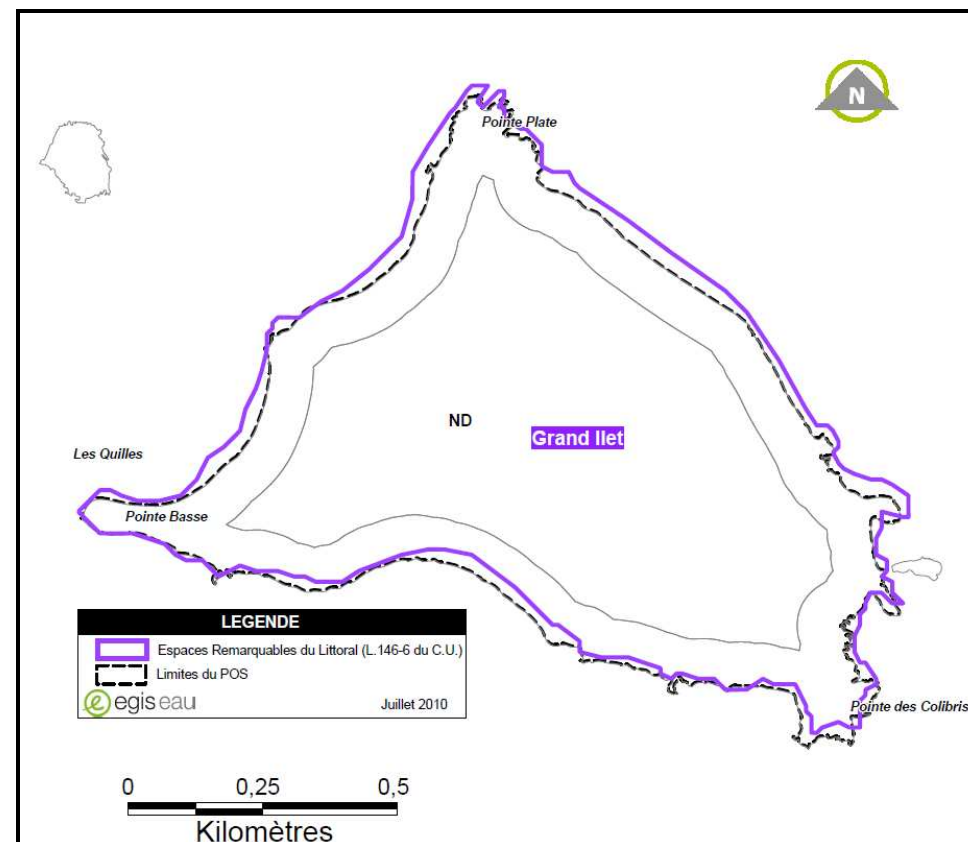 N
Pointe Plate
ND
Grand Ilet
Les Quilles
Pointe Basse
LEGENDE
Espaces Remarquables du Littoral (L.146-6 du C.U.)
Limites du POS
egis eau
Juillet 2010
Pointe des Colibris
0 0,25 0,5
Kilomètres